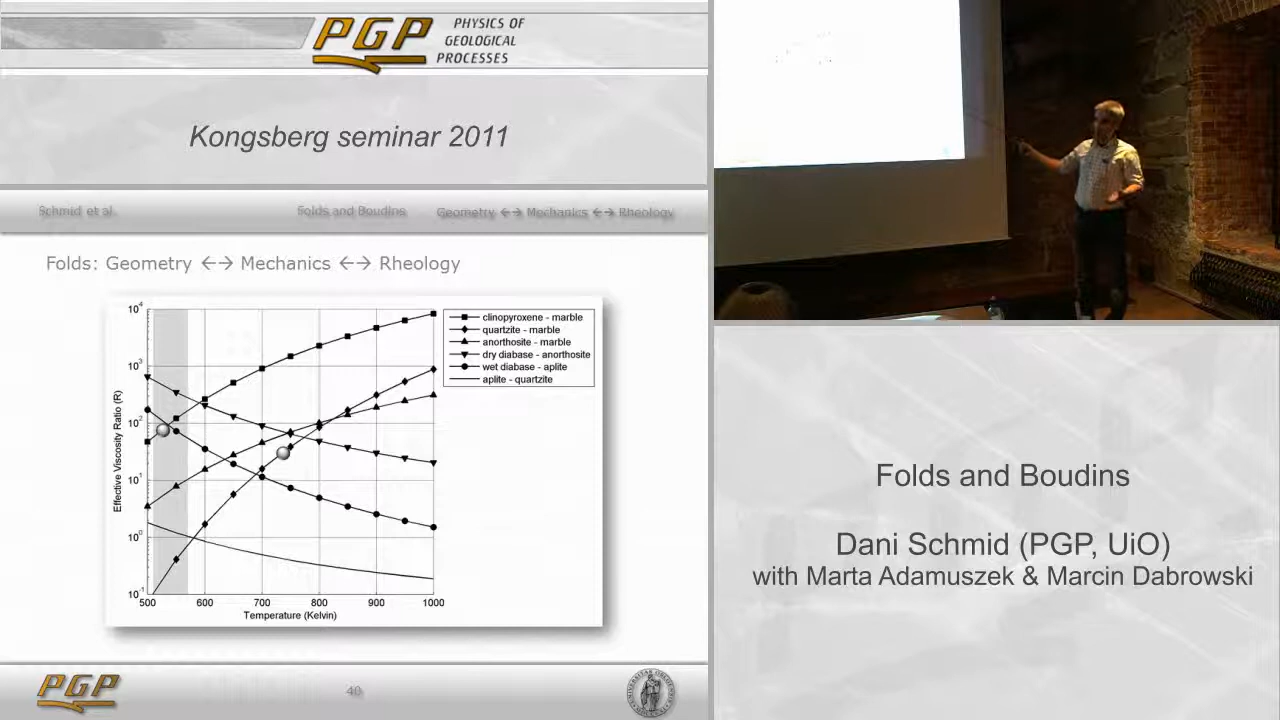 PGP
PHYSICS OF
GEOLOGICAL
PROCESSES
Kongsberg seminar 2011
Schmid et al. Folds and Boudins Geometry ←→ Mechanics ←→ Rheology
Folds: Geometry ←→ Mechanics ←→ Rheology
10^4
10^3
10^2
10^1
10^0
10^-1
Effective Viscosity Ratio (R)
500 600 700 800 900 1000
Temperature (Kelvin)
clinopyroxene - marble
quartzite - marble
anorthosite - marble
dry diabase - anorthosite
wet diabase - aplite
aplite - quartzite
PGP
40
Folds and Boudins
Dani Schmid (PGP, UiO)
with Marta Adamuszek & Marcin Dabrowski